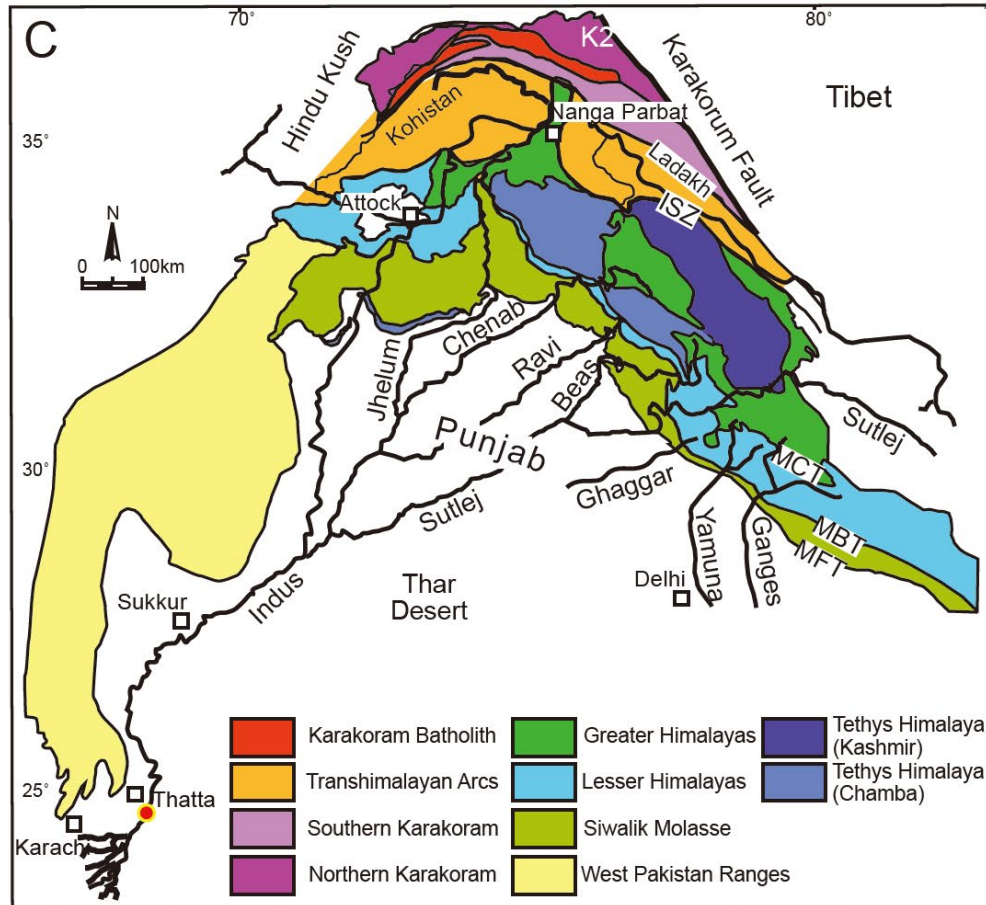 C
70°
80°
K2
Hindu Kush
Karakorum Fault
Tibet
Kohistan
Nanga Parbat
35°
Ladakh
ISZ
Attock
N
0 100km
Jhelum
Chenab
Ravi
Beas
Punjab
Sutlej
30°
MCT
Ghaggar
Sutlej
Yamuna
Ganges
MBT
MFT
Indus
Thar
Desert
Delhi
Sukkur
25°
Thatta
Karachi
Karakoram Batholith
Transhimalayan Arcs
Southern Karakoram
Northern Karakoram
Greater Himalayas
Lesser Himalayas
Siwalik Molasse
West Pakistan Ranges
Tethys Himalaya
(Kashmir)
Tethys Himalaya
(Chamba)